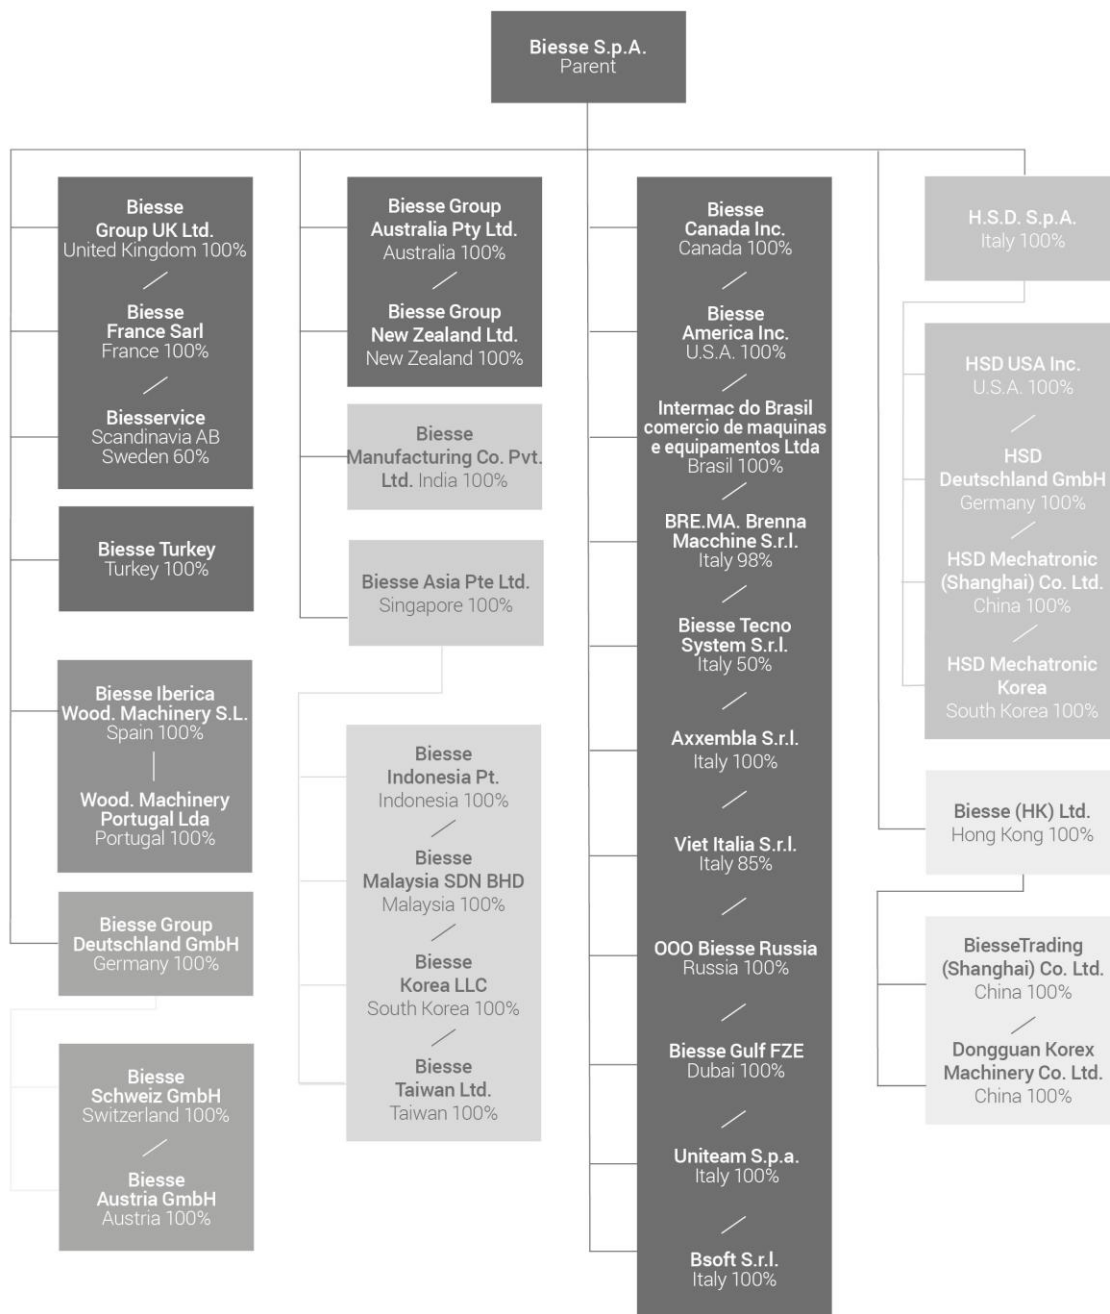 Biesse S.p.A.
Parent
Biesse
Group UK Ltd.
United Kingdom 100%
Biesse
France Sarl
France 100%
Biesservice
Scandinavia AB
Sweden 60%
Biesse Turkey
Turkey 100%
Biesse Iberica
Wood. Machinery S.L.
Spain 100%
Wood. Machinery
Portugal Lda
Portugal 100%
Biesse Group
Deutschland GmbH
Germany 100%
Biesse
Schweiz GmbH
Switzerland 100%
Biesse
Austria GmbH
Austria 100%
Biesse Group
Australia Pty Ltd.
Australia 100%
Biesse Group
New Zealand Ltd.
New Zealand 100%
Biesse
Manufacturing Co. Pvt.
Ltd. India 100%
Biesse Asia Pte Ltd.
Singapore 100%
Biesse
Indonesia Pt.
Indonesia 100%
Biesse
Malaysia SDN BHD
Malaysia 100%
Biesse
Korea LLC
South Korea 100%
Biesse
Taiwan Ltd.
Taiwan 100%
Biesse
Canada Inc.
Canada 100%
Biesse
America Inc.
U.S.A. 100%
Intermac do Brasil
comercio de maquinas
e equipamentos Ltda
Brasil 100%
BRE.MA. Brenna
Macchine S.r.l.
Italy 98%
Biesse Tecno
System S.r.l.
Italy 50%
Axxembla S.r.l.
Italy 100%
Viet Italia S.r.l.
Italy 85%
OOO Biesse Russia
Russia 100%
Biesse Gulf FZE
Dubai 100%
Uniteam S.p.a.
Italy 100%
Bsoft S.r.l.
Italy 100%
H.S.D. S.p.A.
Italy 100%
HSD USA Inc.
U.S.A. 100%
HSD
Deutschland GmbH
Germany 100%
HSD Mechatronic
(Shanghai) Co. Ltd.
China 100%
HSD Mechatronic
Korea
South Korea 100%
Biesse (HK) Ltd.
Hong Kong 100%
BiesseTrading
(Shanghai) Co. Ltd.
China 100%
Dongguan Korex
Machinery Co. Ltd.
China 100%